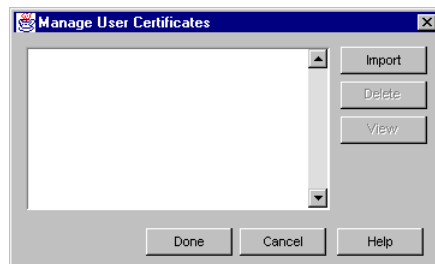 Manage User Certificates
Import
Delete
View
Done Cancel Help